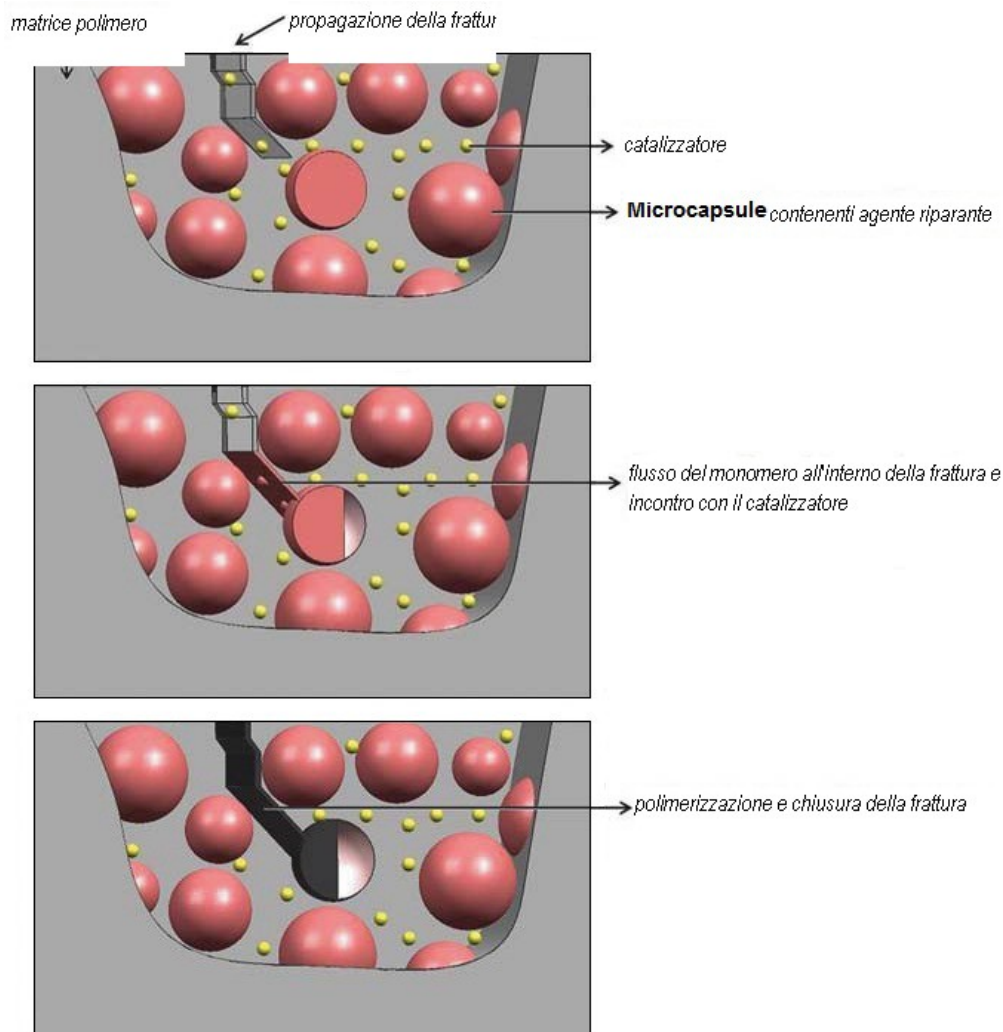 matrice polimero
propagazione della frattur
catalizzatore
Microcapsule contenenti agente riparante
flusso del monomero all'interno della frattura e
incontro con il catalizzatore
polimerizzazione e chiusura della frattura